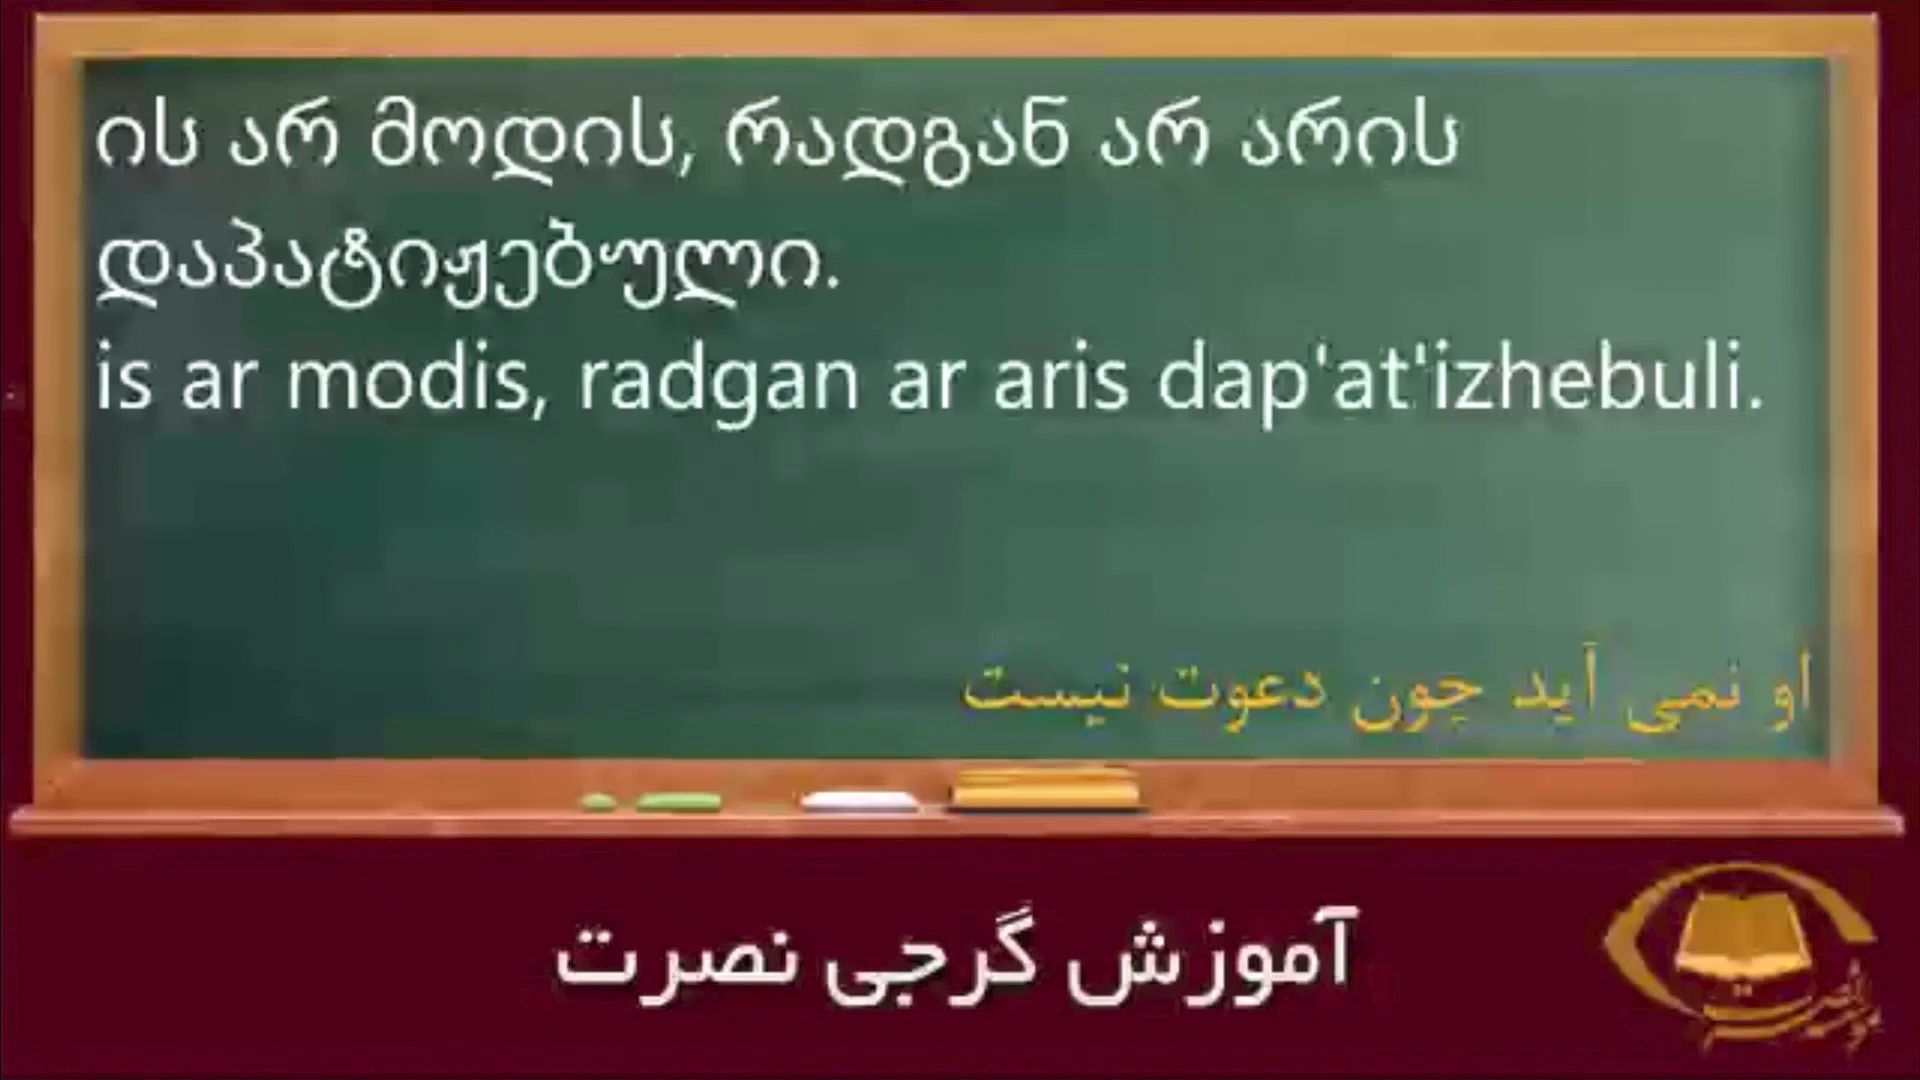 ის არ მოდის, რადგან არ არის
დაპატიჟებული.
is ar modis, radgan ar aris dap'at'izhebuli.
او نمی آید چون دعوت نیست
آموزش گرجی نصرت